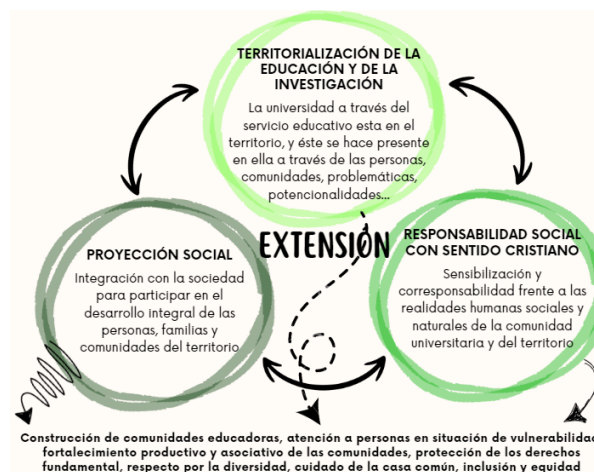 TERRITORIALIZACIÓN DE LA
EDUCACIÓN Y DE LA
INVESTIGACIÓN
La universidad a través del
servicio educativo esta en el
territorio, y éste se hace presente
en ella a través de las personas,
comunidades, problemáticas,
potencionalidades...
EXTENSIÓN
PROYECCIÓN SOCIAL
Integración con la sociedad
para participar en el
desarrollo integral de las
personas, familias y
comunidades del territorio
RESPONSABILIDAD SOCIAL
CON SENTIDO CRISTIANO
Sensibilización y
corresponsabilidad frente a las
realidades humanas sociales y
naturales de la comunidad
universitaria y del territorio
Construcción de comunidades educadoras, atención a personas en situación de vulnerabilidad
fortalecimiento productivo y asociativo de las comunidades, protección de los derechos
fundamental, respecto por la diversidad, cuidado de la casa común, inclusión y equidad